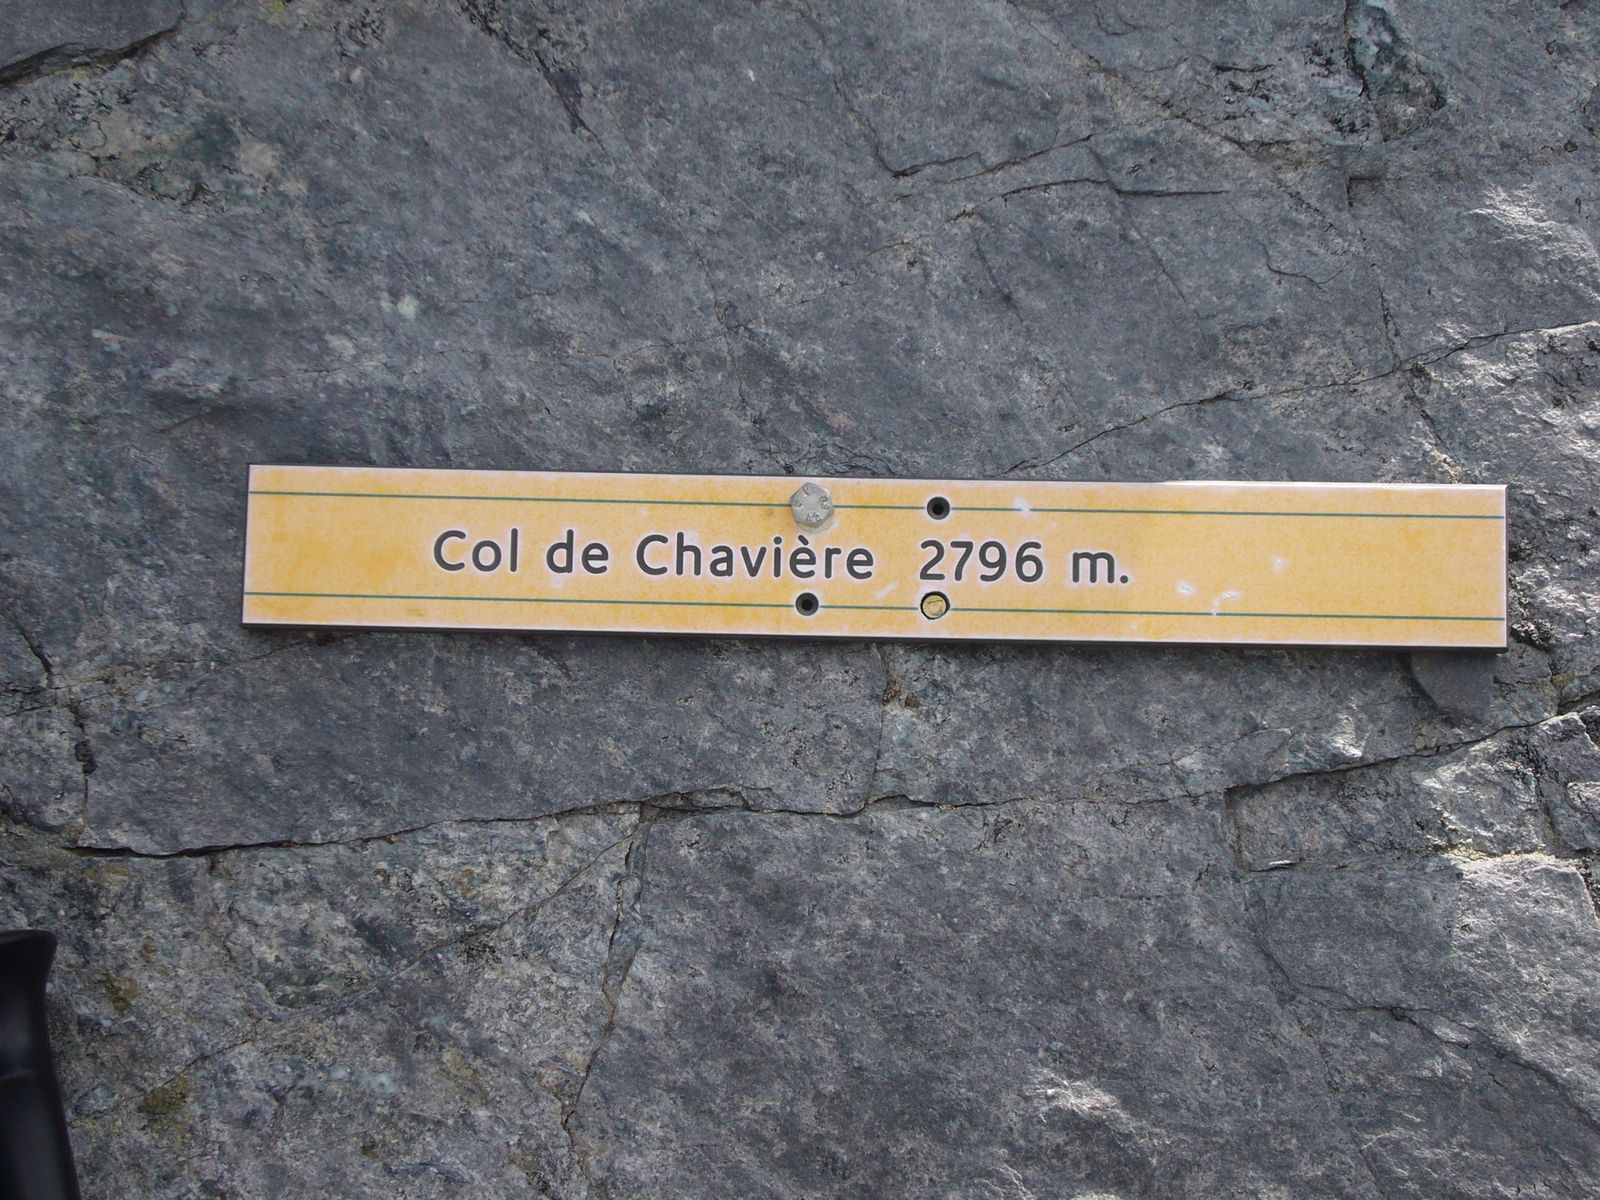 Col de Chavière 2796 m.